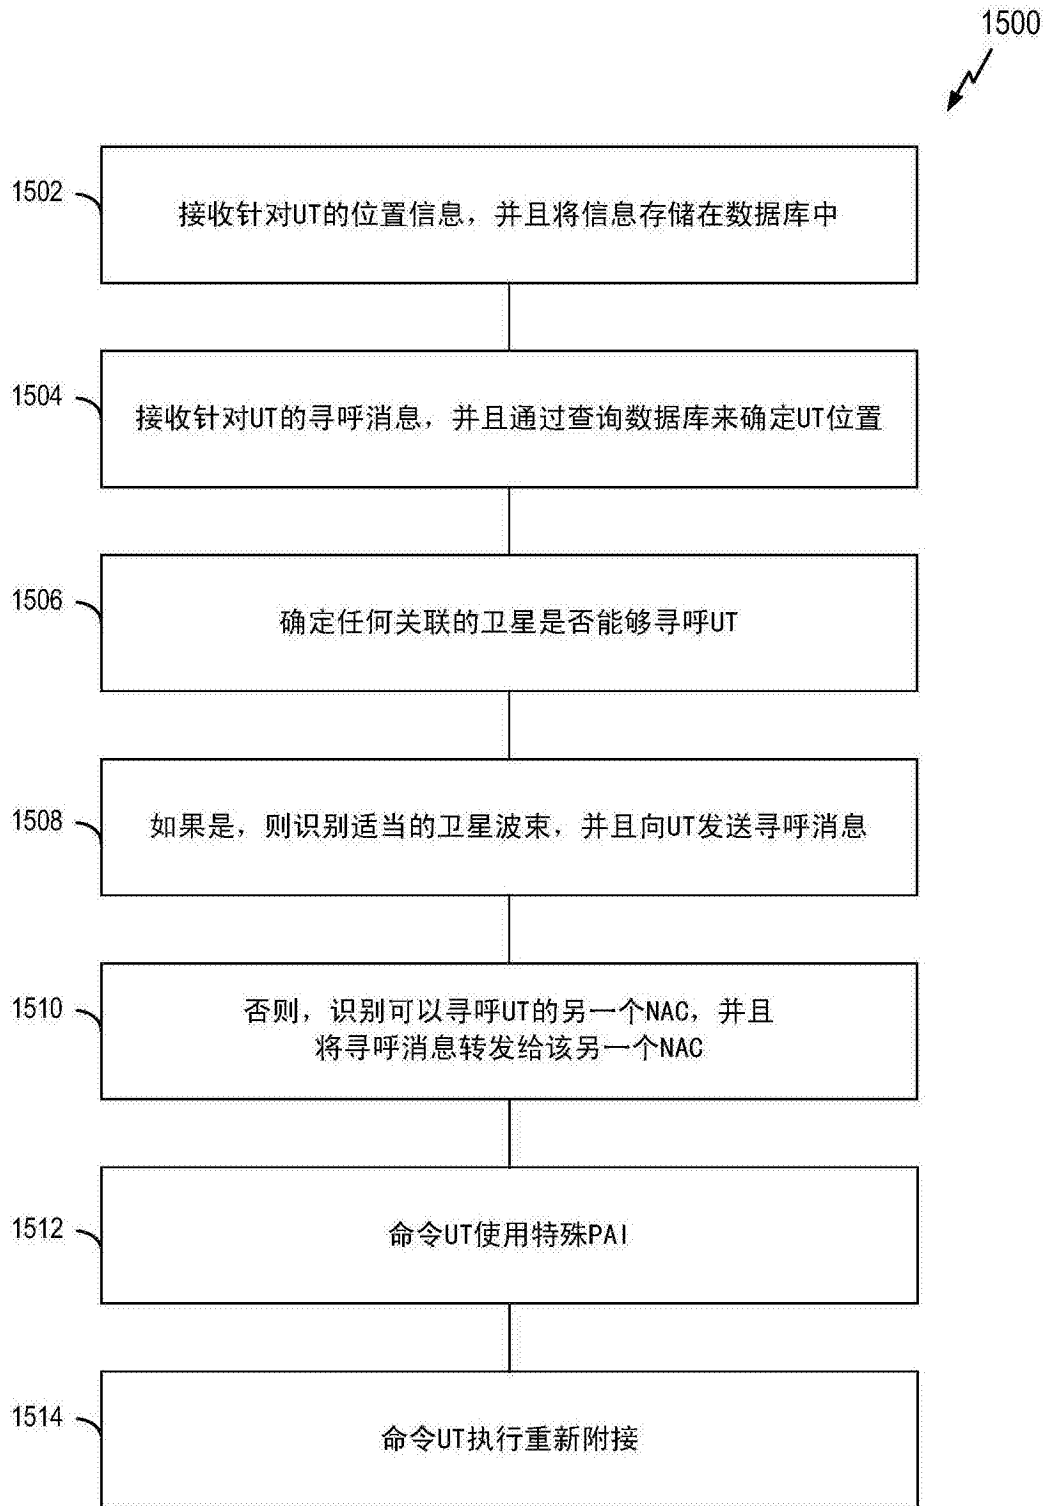 1500
1502
接收针对UT的位置信息，并且将信息存储在数据库中
1504
接收针对UT的寻呼消息，并且通过查询数据库来确定UT位置
1506
确定任何关联的卫星是否能够寻呼UT
1508
如果是，则识别适当的卫星波束，并且向UT发送寻呼消息
1510
否则，识别可以寻呼UT的另一个NAC，并且
将寻呼消息转发给该另一个NAC
1512
命令UT使用特殊PAI
1514
命令UT执行重新附接